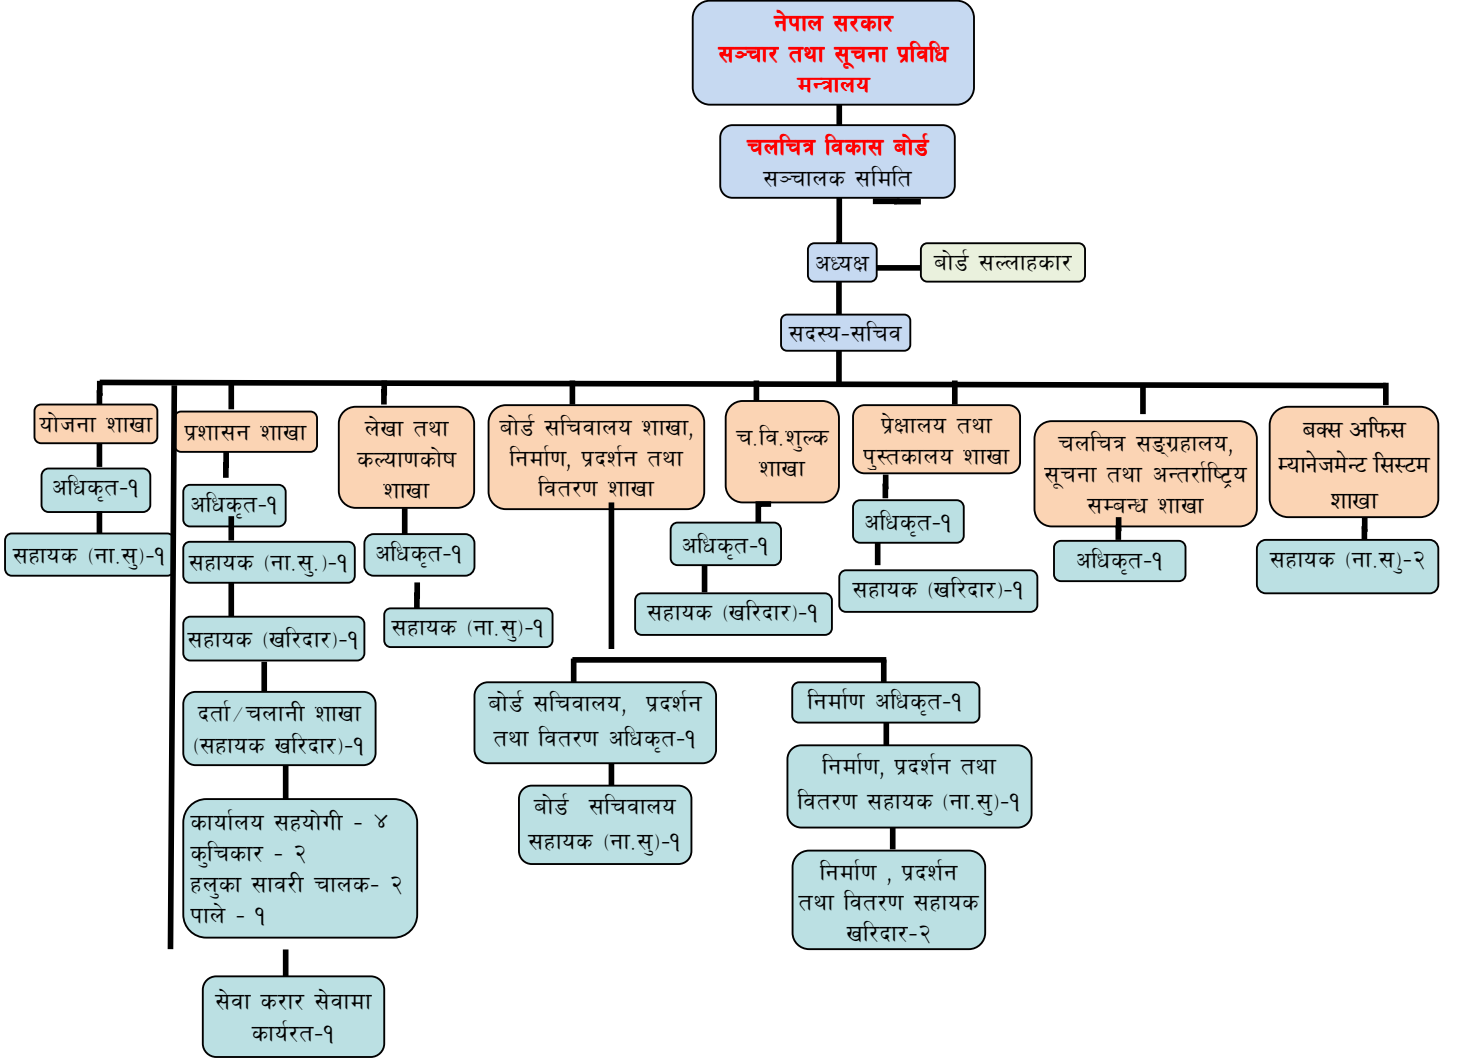 नेपाल सरकार
सञ्चार तथा सूचना प्रविधि
मन्त्रालय
चलचित्र विकास बोर्ड
सञ्चालक समिति
अध्यक्ष
बोर्ड सल्लाहकार
सदस्य-सचिव
योजना शाखा
अधिकृत-१
सहायक (ना.सु)-१
प्रशासन शाखा
अधिकृत-१
सहायक (ना.सु.)-१
सहायक (खरिदार)-१
दर्ता/चलानी शाखा
(सहायक खरिदार)-१
कार्यालय सहयोगी - ४
कुचिकार - २
हलुका सावरी चालक- २
पाले - १
सेवा करार सेवामा
कार्यरत-१
लेखा तथा
कल्याणकोष
शाखा
अधिकृत-१
सहायक (ना.सु)-१
बोर्ड सचिवालय शाखा,
निर्माण, प्रदर्शन तथा
वितरण शाखा
बोर्ड सचिवालय, प्रदर्शन
तथा वितरण अधिकृत-१
बोर्ड सचिवालय
सहायक (ना.सु)-१
निर्माण अधिकृत-१
निर्माण, प्रदर्शन तथा
वितरण सहायक (ना.सु)-१
निर्माण , प्रदर्शन
तथा वितरण सहायक
खरिदार-२
च.वि.शुल्क
शाखा
अधिकृत-१
सहायक (खरिदार)-१
प्रेक्षालय तथा
पुस्तकालय शाखा
अधिकृत-१
सहायक (खरिदार)-१
चलचित्र सङ्ग्रहालय,
सूचना तथा अन्तर्राष्ट्रिय
सम्बन्ध शाखा
अधिकृत-१
बक्स अफिस
म्यानेजमेन्ट सिस्टम
शाखा
सहायक (ना.सु)-२